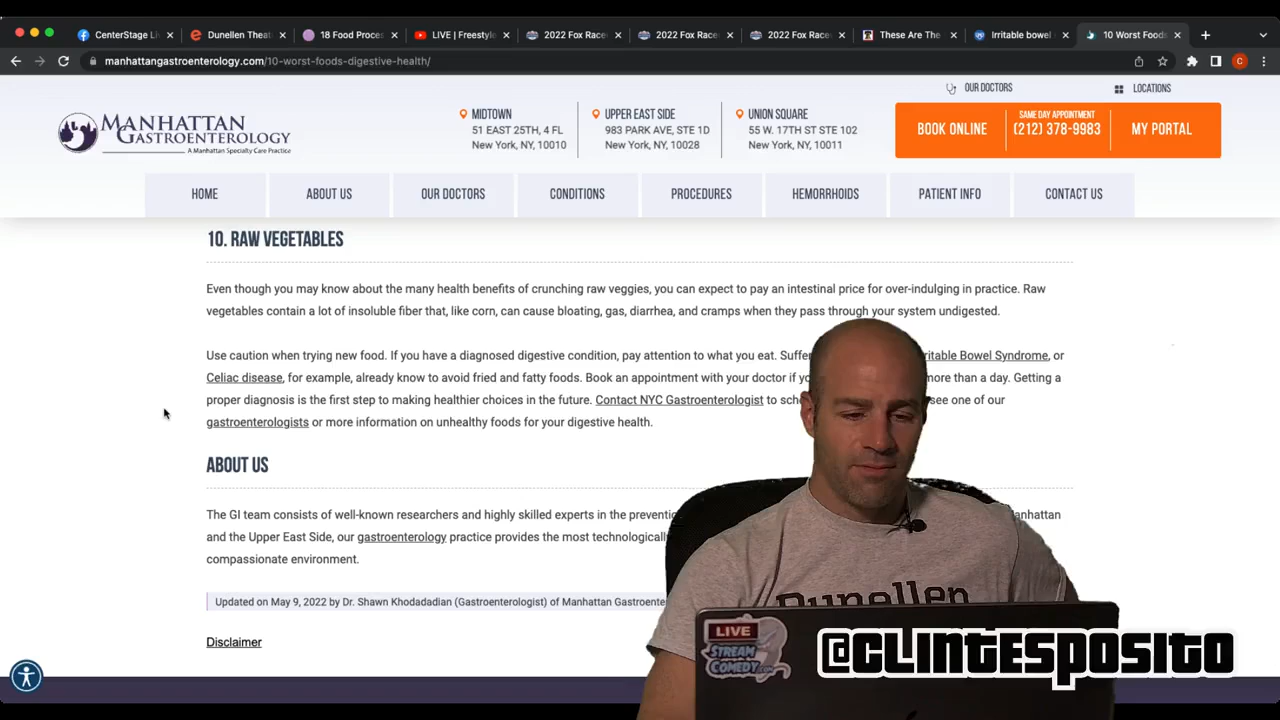 CenterStage Li
Dunellen Theat
18 Food Proces
LIVE | Freestyle
2022 Fox Race
2022 Fox Race
2022 Fox Race
These Are The
Irritable bowel
10 Worst Foods
manhattangastroenterology.com/10-worst-foods-digestive-health/
OUR DOCTORS
LOCATIONS
MANHATTAN
GASTROENTEROLOGY
A Manhattan Specialty Care Practice
MIDTOWN
51 EAST 25TH, 4 FL
New York, NY, 10010
UPPER EAST SIDE
983 PARK AVE, STE 1D
New York, NY, 10028
UNION SQUARE
55 W. 17TH ST STE 102
New York, NY, 10011
BOOK ONLINE
SAME DAY APPOINTMENT
(212) 378-9983
MY PORTAL
HOME
ABOUT US
OUR DOCTORS
CONDITIONS
PROCEDURES
HEMORRHOIDS
PATIENT INFO
CONTACT US
10. RAW VEGETABLES
Even though you may know about the many health benefits of crunching raw veggies, you can expect to pay an intestinal price for over-indulging in practice. Raw
vegetables contain a lot of insoluble fiber that, like corn, can cause bloating, gas, diarrhea, and cramps when they pass through your system undigested.
Use caution when trying new food. If you have a diagnosed digestive condition, pay attention to what you eat. Suffer ritable Bowel Syndrome, or
Celiac disease, for example, already know to avoid fried and fatty foods. Book an appointment with your doctor if yo more than a day. Getting a
proper diagnosis is the first step to making healthier choices in the future. Contact NYC Gastroenterologist to sch see one of our
gastroenterologists or more information on unhealthy foods for your digestive health.
ABOUT US
The GI team consists of well-known researchers and highly skilled experts in the preventi anhattan
and the Upper East Side, our gastroenterology practice provides the most technologicall
compassionate environment.
Updated on May 9, 2022 by Dr. Shawn Khodadadian (Gastroenterologist) of Manhattan Gastroente
Disclaimer
Dunellen
LIVE
STREAM
COMEDY.com
@CLINTESPOSITO